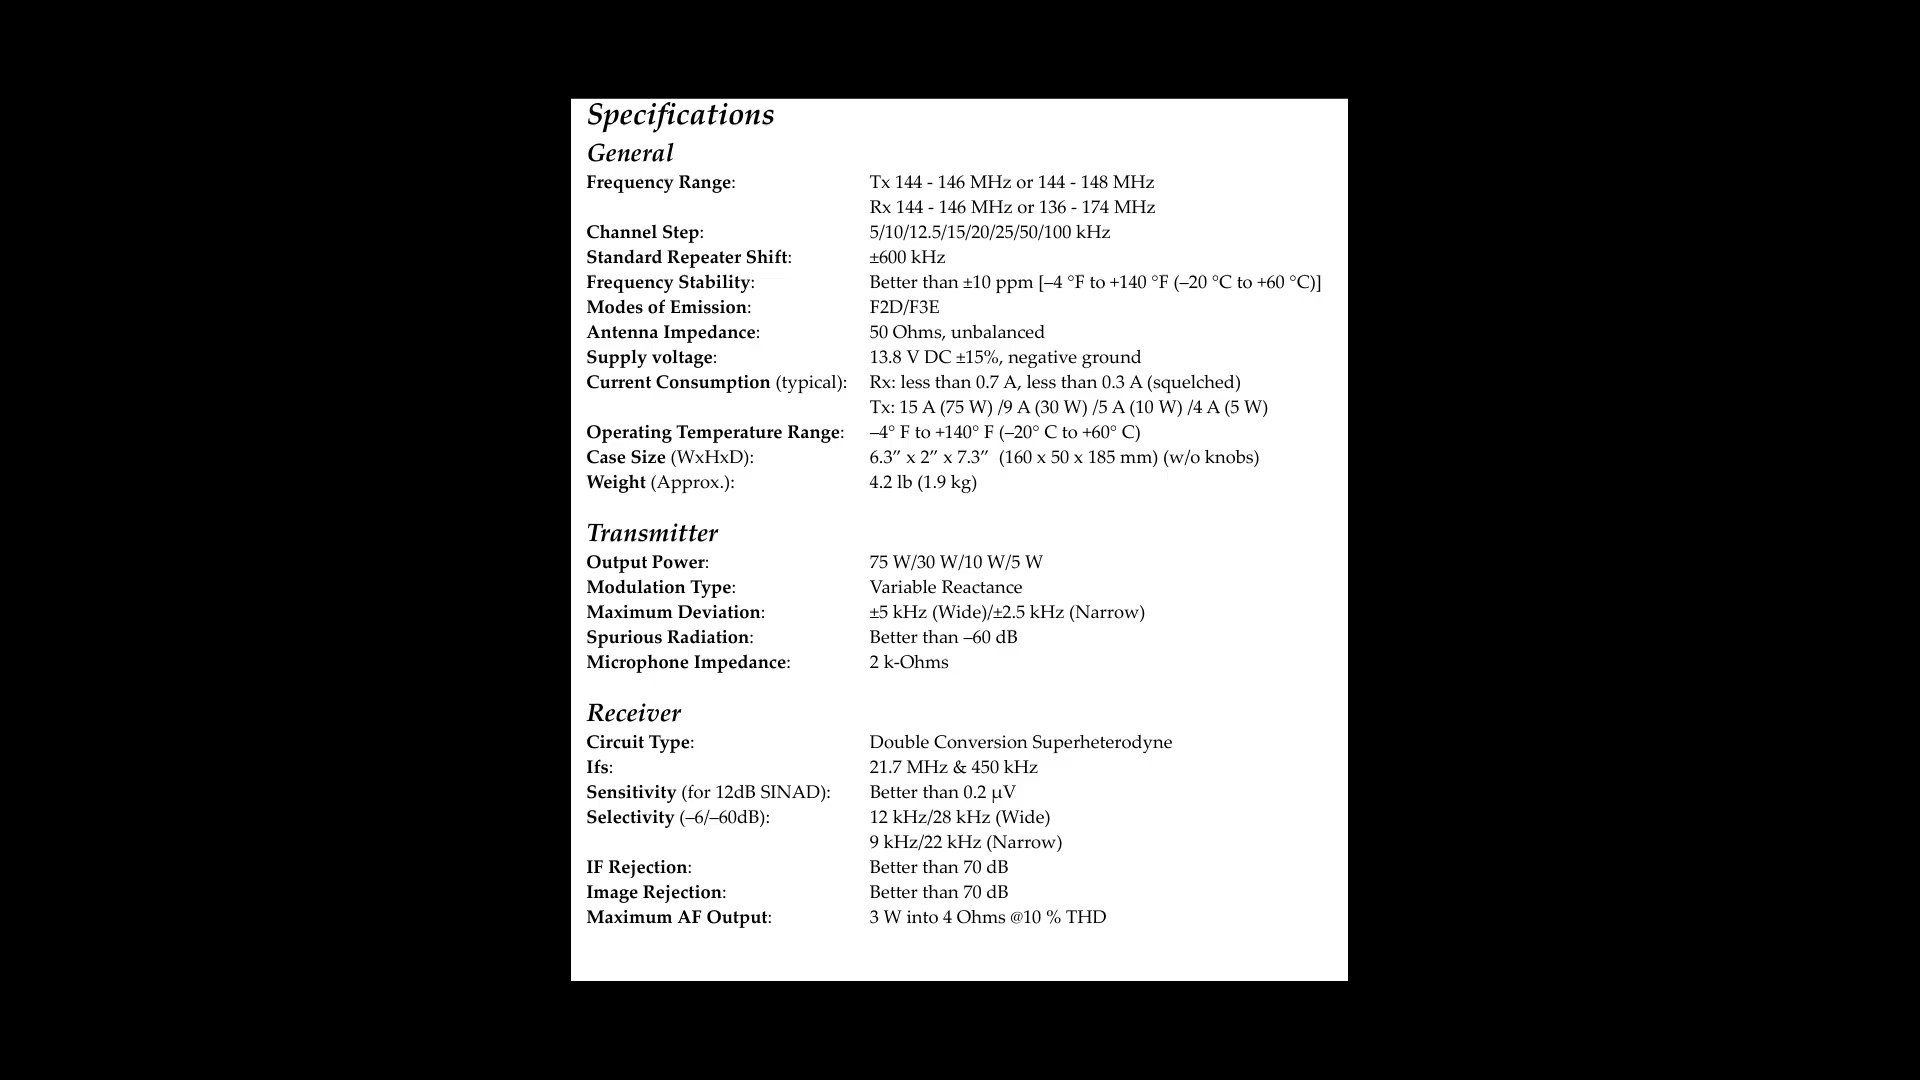 Specifications
General
Frequency Range: Tx 144 - 146 MHz or 144 - 148 MHz
Rx 144 - 146 MHz or 136 - 174 MHz
Channel Step: 5/10/12.5/15/20/25/50/100 kHz
Standard Repeater Shift: ±600 kHz
Frequency Stability: Better than ±10 ppm [–4 °F to +140 °F (–20 °C to +60 °C)]
Modes of Emission: F2D/F3E
Antenna Impedance: 50 Ohms, unbalanced
Supply voltage: 13.8 V DC ±15%, negative ground
Current Consumption (typical): Rx: less than 0.7 A, less than 0.3 A (squelched)
Tx: 15 A (75 W) /9 A (30 W) /5 A (10 W) /4 A (5 W)
Operating Temperature Range: –4° F to +140° F (–20° C to +60° C)
Case Size (WxHxD): 6.3” x 2” x 7.3” (160 x 50 x 185 mm) (w/o knobs)
Weight (Approx.): 4.2 lb (1.9 kg)
Transmitter
Output Power: 75 W/30 W/10 W/5 W
Modulation Type: Variable Reactance
Maximum Deviation: ±5 kHz (Wide)/±2.5 kHz (Narrow)
Spurious Radiation: Better than –60 dB
Microphone Impedance: 2 k-Ohms
Receiver
Circuit Type: Double Conversion Superheterodyne
Ifs: 21.7 MHz & 450 kHz
Sensitivity (for 12dB SINAD): Better than 0.2 µV
Selectivity (–6/–60dB): 12 kHz/28 kHz (Wide)
9 kHz/22 kHz (Narrow)
IF Rejection: Better than 70 dB
Image Rejection: Better than 70 dB
Maximum AF Output: 3 W into 4 Ohms @10 % THD